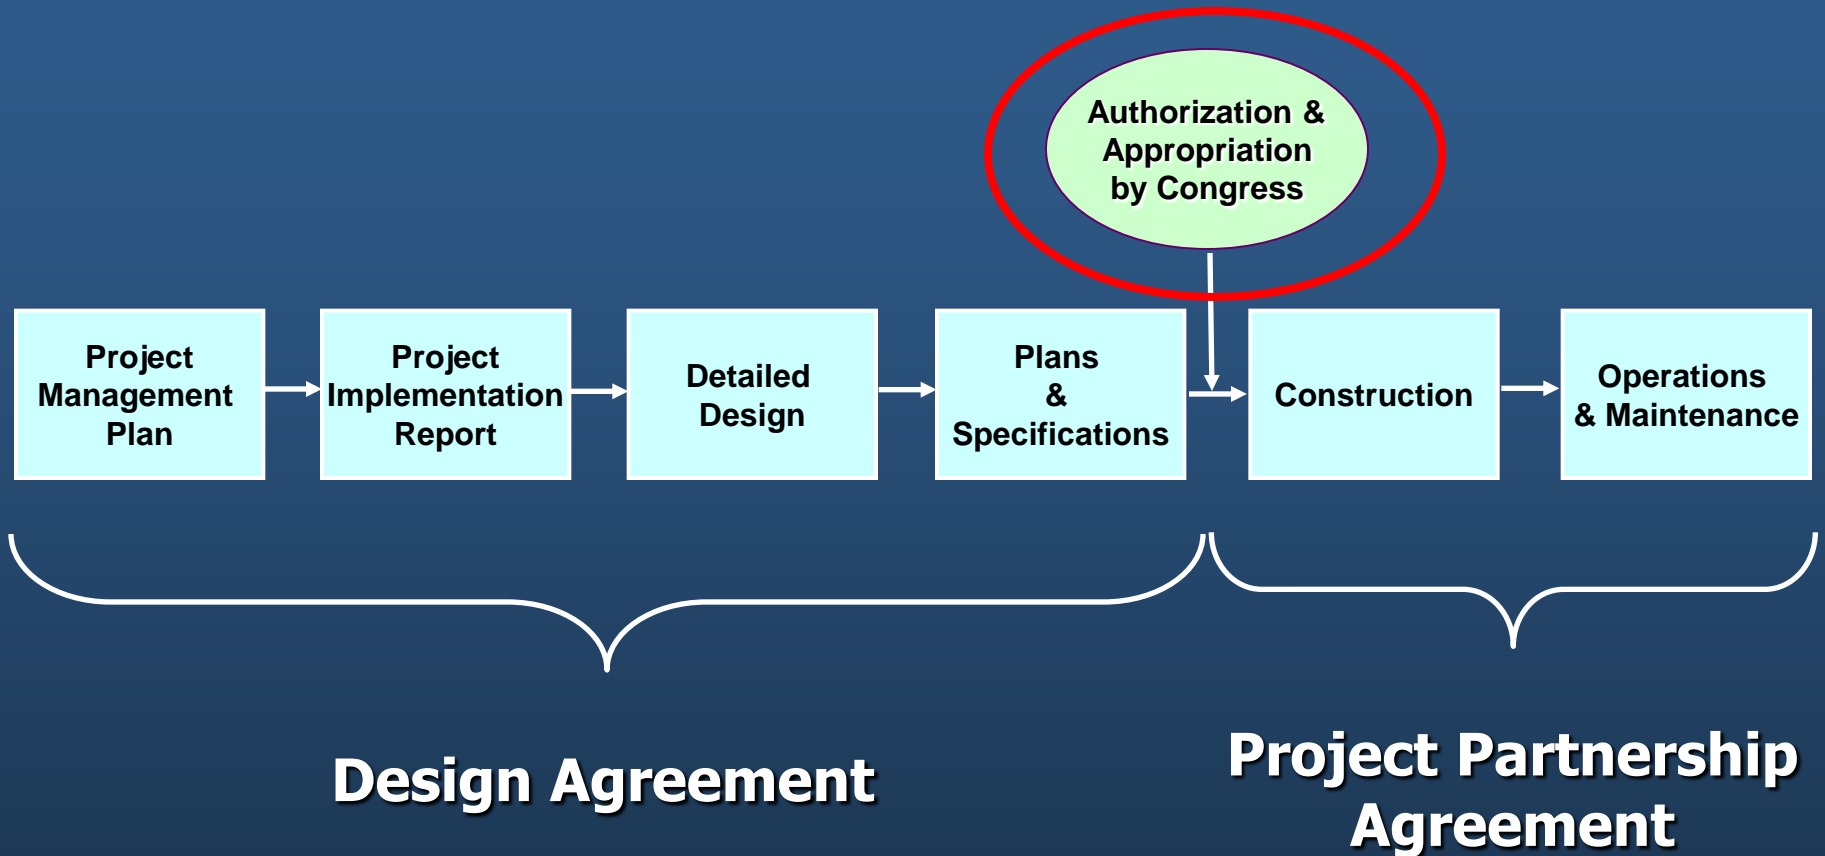 Authorization &
Appropriation
by Congress
Project
Management
Plan
Project
Implementation
Report
Detailed
Design
Plans
&
Specifications
Construction
Operations
& Maintenance
Design Agreement
Project Partnership
Agreement